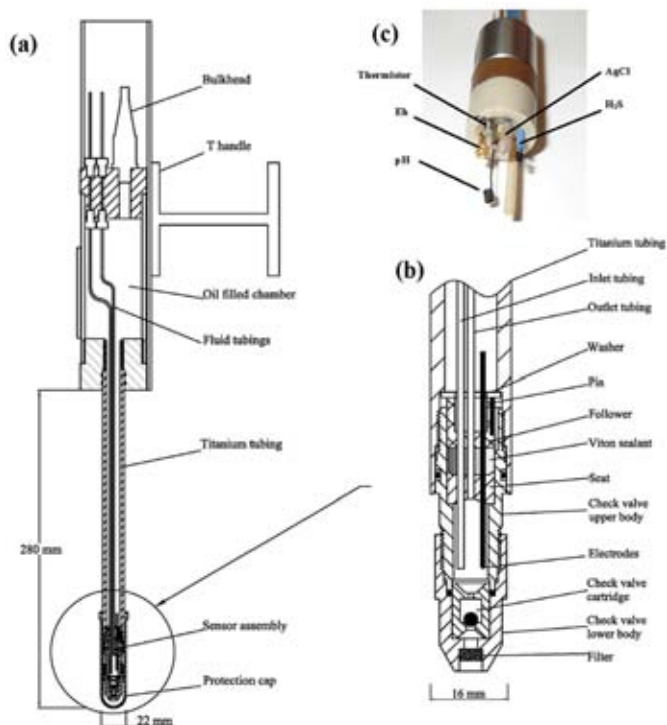 (a)
Bulkhead
T handle
Oil filled chamber
Fluid tubings
Titanium tubing
280 mm
Sensor assembly
Protection cap
22 mm
(c)
Thermistor
AgCl
Eh
H₂S
pH
(b)
Titanium tubing
Inlet tubing
Outlet tubing
Washer
Pin
Follower
Viton sealant
Seat
Check valve
upper body
Electrodes
Check valve
cartridge
Check valve
lower body
Filter
16 mm